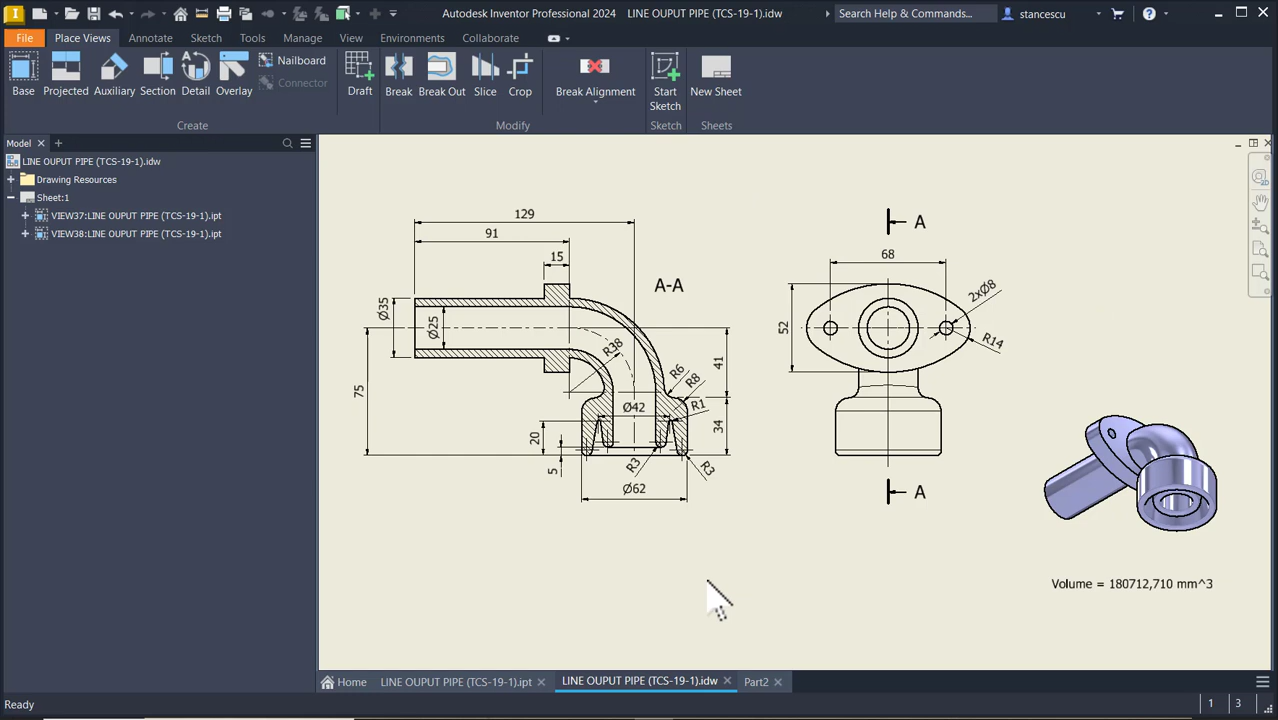 Autodesk Inventor Professional 2024 LINE OUPUT PIPE (TCS-19-1).idw
Search Help & Commands...
stancescu
File Place Views Annotate Sketch Tools Manage View Environments Collaborate
Base Projected Auxiliary Section Detail Overlay
Nailboard
Connector
Draft Break Break Out Slice Crop Break Alignment Start Sketch New Sheet
Create Modify Sketch Sheets
Model
LINE OUPUT PIPE (TCS-19-1).idw
Drawing Resources
Sheet:1
VIEW37:LINE OUPUT PIPE (TCS-19-1).ipt
VIEW38:LINE OUPUT PIPE (TCS-19-1).ipt
129
91
15
A-A
Ø35
Ø25
R38
75
41
R6
R8
Ø42
R1
34
20
5
R3
R3
Ø62
A
68
2xØ8
52
R14
A
Volume = 180712,710 mm^3
Home LINE OUPUT PIPE (TCS-19-1).ipt LINE OUPUT PIPE (TCS-19-1).idw Part2
Ready
1 3